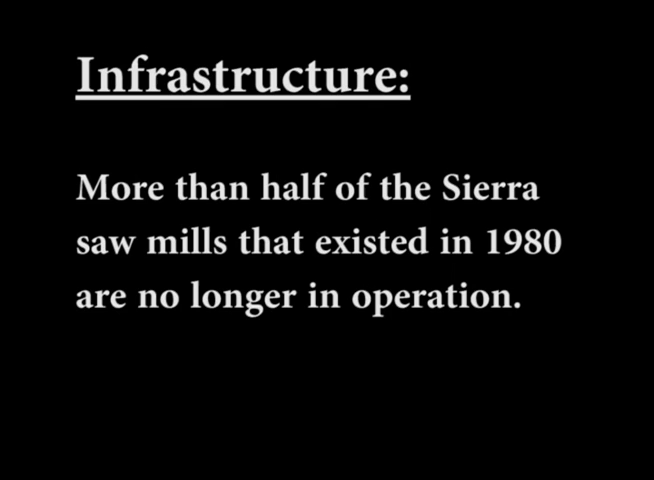 Infrastructure:
More than half of the Sierra
saw mills that existed in 1980
are no longer in operation.